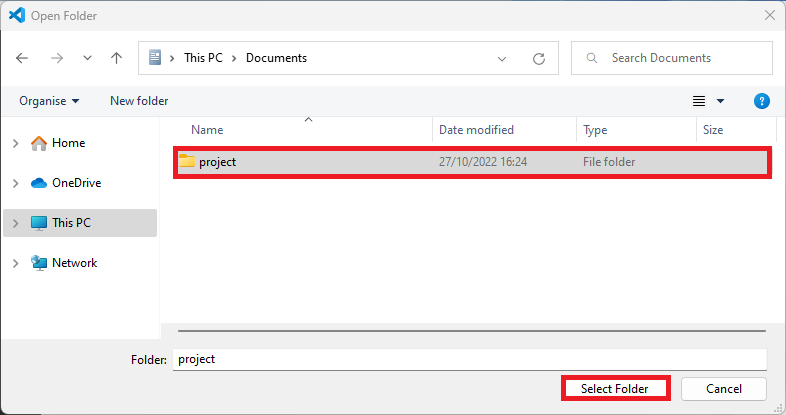 Open Folder
This PC Documents
Search Documents
Organise New folder
Name Date modified Type Size
Home
project 27/10/2022 16:24 File folder
OneDrive
This PC
Network
Folder: project
Select Folder Cancel